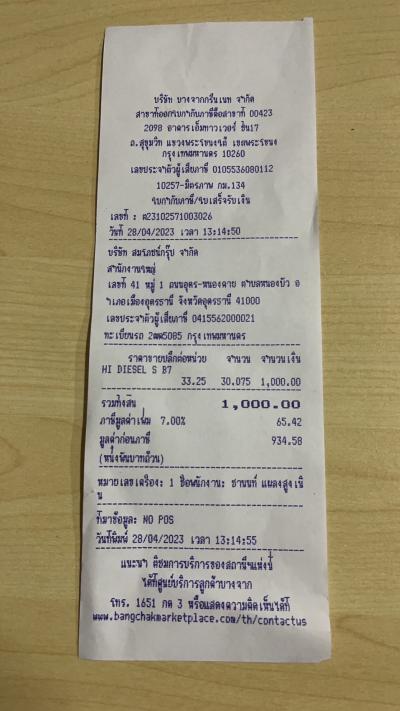 บริษัท บางจากกรีนเนท จำกัด
สาขาที่ออกใบกำกับภาษีคือสาขาที่ 00423
2098 อาคารเอ็มทาวเวอร์ ชั้น17
ถ.สุขุมวิท แขวงพระโขนงใต้ เขตพระโขนง
กรุงเทพมหานคร 10260
เลขประจำตัวผู้เสียภาษี 0105536080112
10257-มิตรภาพ กม.134
ใบกำกับภาษี/ใบเสร็จรับเงิน
เลขที่ : ศ23102571003026
วันที่ 28/04/2023 เวลา 13:14:50
บริษัท สมโภชน์กรุ๊ป จำกัด
สำนักงานใหญ่
เลขที่ 41 หมู่ 1 ถนนอุดร-หนองคาย ตำบลหนองบัว อ
ำเภอเมืองอุดรธานี จังหวัดอุดรธานี 41000
เลขประจำตัวผู้เสียภาษี 0415562000021
ทะเบียนรถ 5085 กรุงเทพมหานคร
ราคาขายปลีกต่อหน่วย จำนวน จำนวนเงิน
HI DIESEL S B7
33.25 30.075 1,000.00
รวมทั้งสิ้น 1,000.00
ภาษีมูลค่าเพิ่ม 7.00% 65.42
มูลค่าก่อนภาษี 934.58
(หนึ่งพันบาทถ้วน)
หมายเลขเครื่อง: 1 ชื่อพนักงาน: ชานนท์ แผลงสูงเนิ
น
ที่มาข้อมูล: NO POS
วันที่พิมพ์ 28/04/2023 เวลา 13:14:55
แนะนำ ติชมการบริการของสถานีฯแห่งนี้
ได้ที่ศูนย์บริการลูกค้าบางจาก
โทร. 1651 กด 3 หรือแสดงความคิดเห็นได้ที่
www.bangchakmarketplace.com/th/contactus